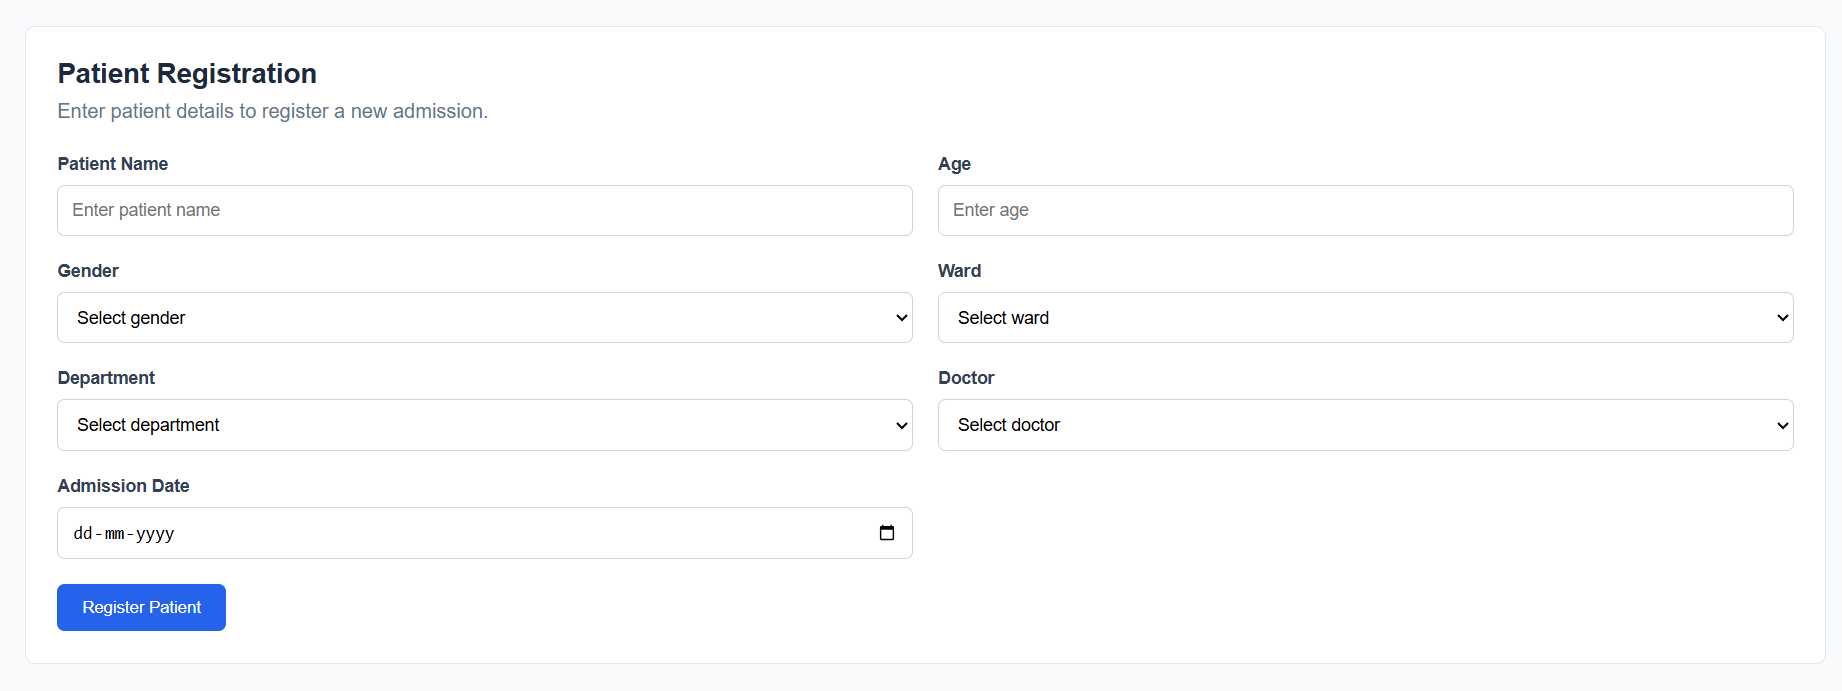 Patient Registration
Enter patient details to register a new admission.
Patient Name
Age
Enter patient name
Enter age
Gender
Ward
Select gender
Select ward
Department
Doctor
Select department
Select doctor
Admission Date
dd-mm-yyyy
Register Patient